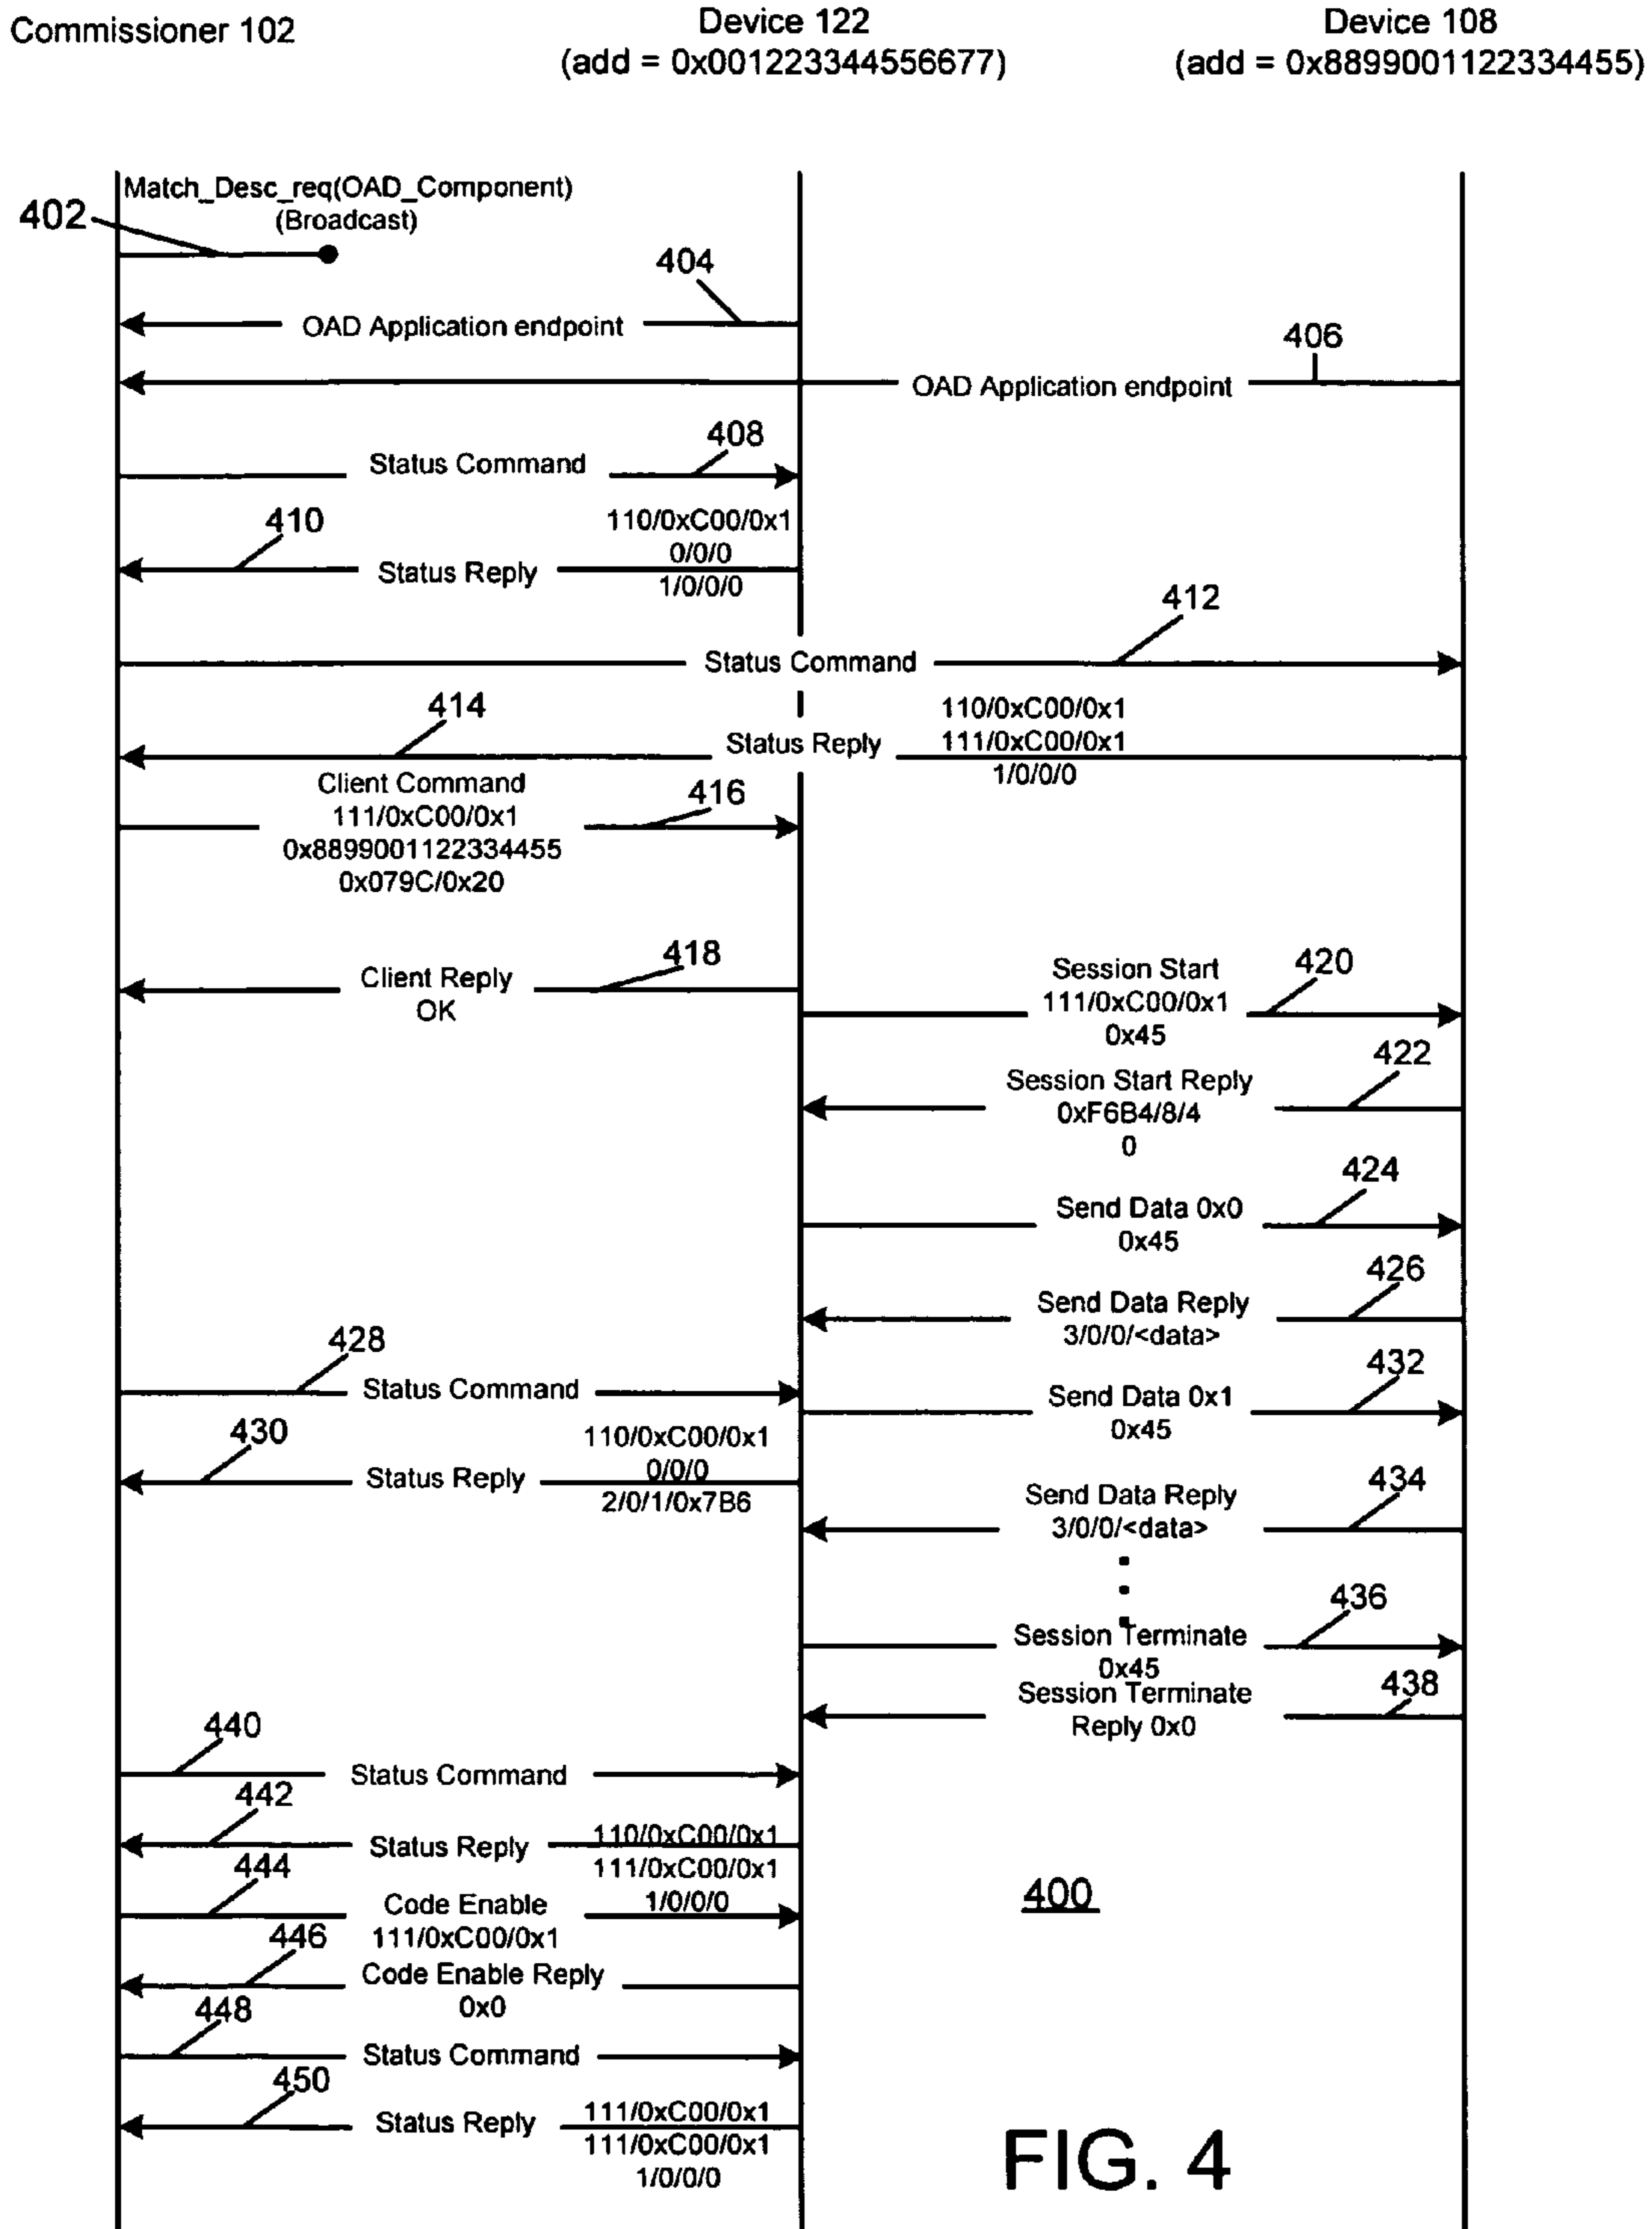 Commissioner 102
Device 122
(add = 0x001223344556677)
Device 108
(add = 0x8899001122334455)
Match_Desc_req(OAD_Component)
(Broadcast)
402
404
OAD Application endpoint
406
OAD Application endpoint
408
Status Command
410
110/0xC00/0x1
0/0/0
Status Reply
1/0/0/0
412
Status Command
414
110/0xC00/0x1
Status Reply
111/0xC00/0x1
1/0/0/0
Client Command
416
111/0xC00/0x1
0x8899001122334455
0x079C/0x20
418
Client Reply
OK
Session Start
420
111/0xC00/0x1
0x45
422
Session Start Reply
0xF6B4/8/4
0
424
Send Data 0x0
0x45
426
Send Data Reply
3/0/0/<data>
428
Status Command
432
Send Data 0x1
0x45
430
110/0xC00/0x1
0/0/0
Status Reply
2/0/1/0x7B6
434
Send Data Reply
3/0/0/<data>
436
Session Terminate
0x45
438
Session Terminate
Reply 0x0
440
Status Command
442
110/0xC00/0x1
Status Reply
111/0xC00/0x1
1/0/0/0
444
Code Enable
111/0xC00/0x1
400
446
Code Enable Reply
0x0
448
Status Command
450
111/0xC00/0x1
Status Reply
111/0xC00/0x1
1/0/0/0
FIG. 4